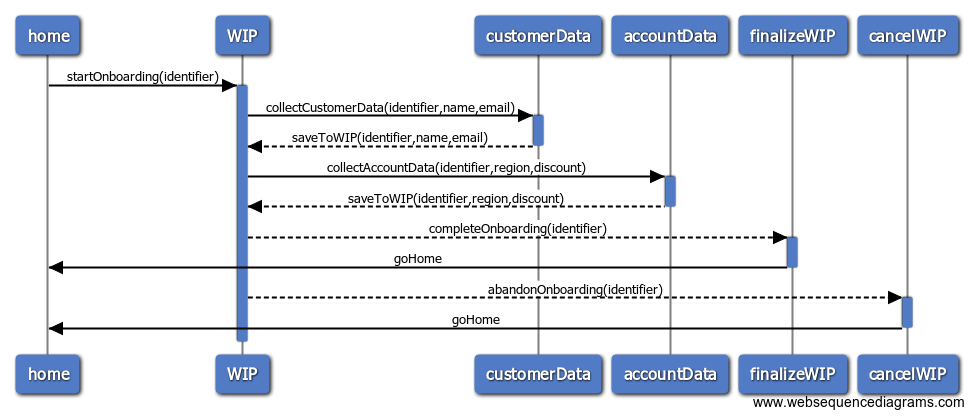 home WIP customerData accountData finalizeWIP cancelWIP
startOnboarding(identifier)
collectCustomerData(identifier,name,email)
saveToWIP(identifier,name,email)
collectAccountData(identifier,region,discount)
saveToWIP(identifier,region,discount)
completeOnboarding(identifier)
goHome
abandonOnboarding(identifier)
goHome
home WIP customerData accountData finalizeWIP cancelWIP
www.websequencediagrams.com